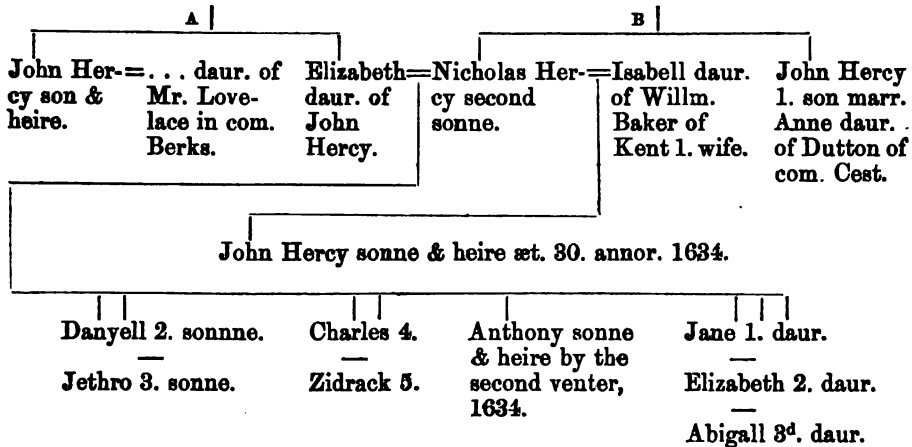 A
B
John Her-=
cy son &
heire.
. . . daur. of
Mr. Love-
lace in com.
Berks.
Elizabeth=
daur. of
John
Hercy.
Nicholas Her-=
cy second
sonne.
Isabell daur.
of Willm.
Baker of
Kent 1. wife.
John Hercy
1. son marr.
Anne daur.
of Dutton of
com. Cest.
John Hercy sonne & heire æt. 30. annor. 1634.
Danyell 2. sonnne.
Jethro 3. sonne.
Charles 4.
Zidrack 5.
Anthony sonne
& heire by the
second venter,
1634.
Jane 1. daur.
Elizabeth 2. daur.
Abigall 3ᵈ. daur.